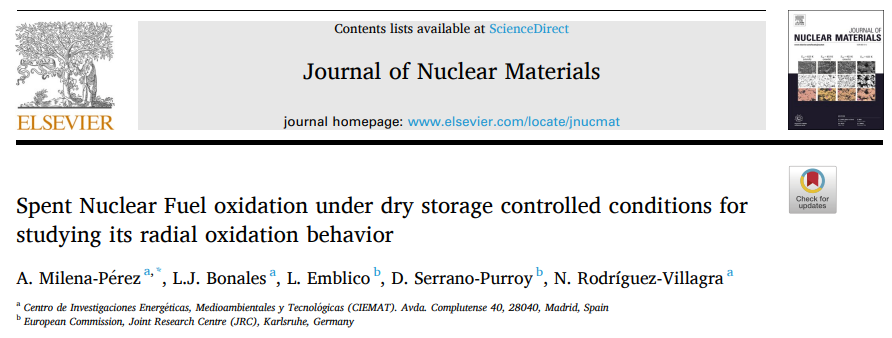 Contents lists available at ScienceDirect
Journal of Nuclear Materials
journal homepage: www.elsevier.com/locate/jnucmat
ELSEVIER
JOURNAL OF
NUCLEAR MATERIALS
Spent Nuclear Fuel oxidation under dry storage controlled conditions for
studying its radial oxidation behavior
Check for
updates
A. Milena-Pérez a,*, L.J. Bonales a, L. Emblico b, D. Serrano-Purroy b, N. Rodríguez-Villagra a
a Centro de Investigaciones Energéticas, Medioambientales y Tecnológicas (CIEMAT). Avda. Complutense 40, 28040, Madrid, Spain
b European Commission, Joint Research Centre (JRC), Karlsruhe, Germany